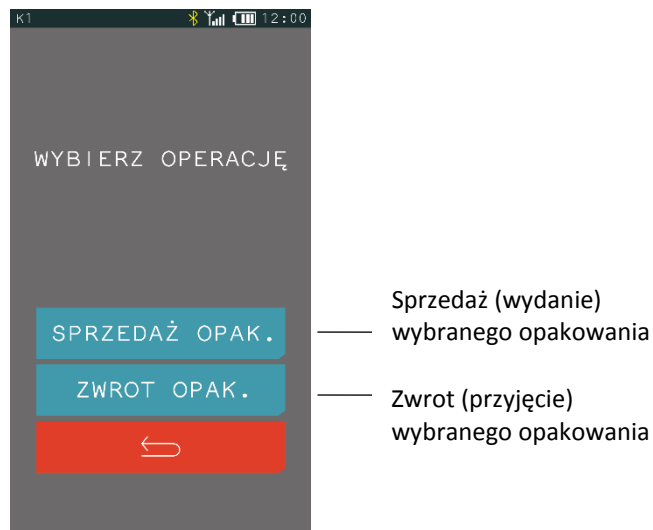 K1 12:00
WYBIERZ OPERACJĘ
SPRZEDAŻ OPAK.
Sprzedaż (wydanie)
wybranego opakowania
ZWROT OPAK.
Zwrot (przyjęcie)
wybranego opakowania